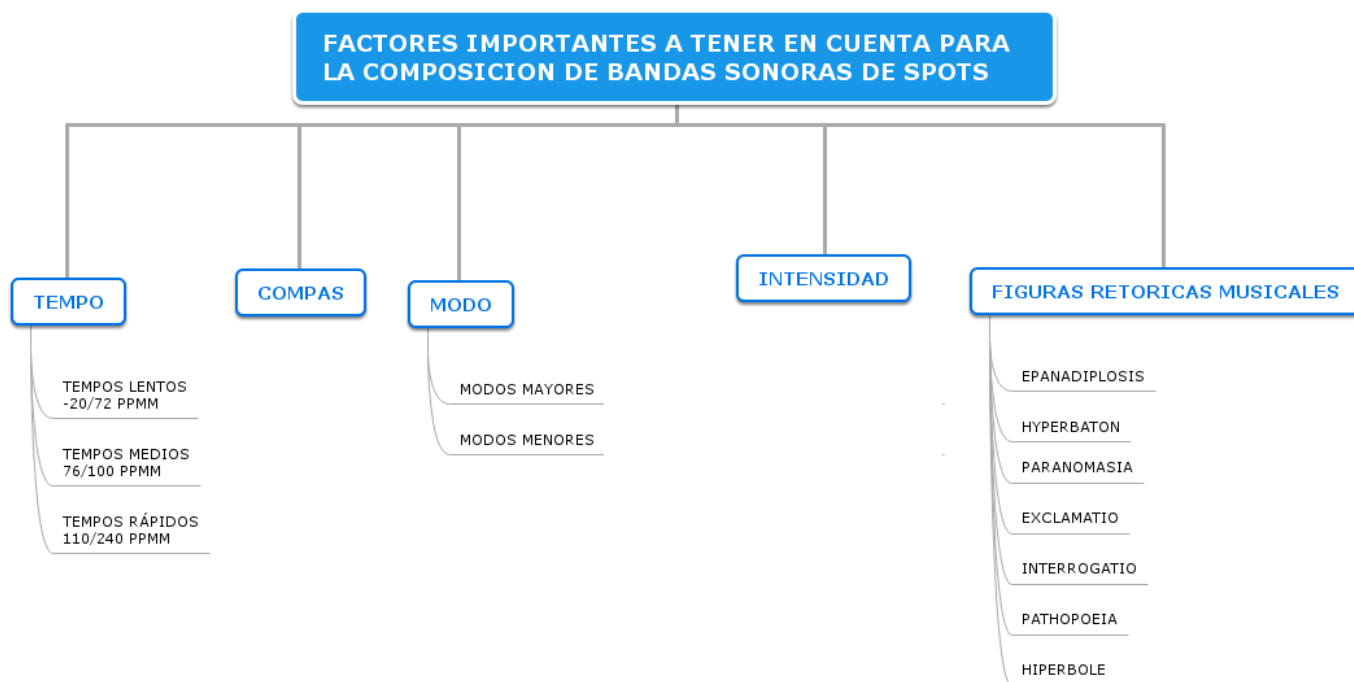 FACTORES IMPORTANTES A TENER EN CUENTA PARA
LA COMPOSICION DE BANDAS SONORAS DE SPOTS
TEMPO
TEMPOS LENTOS
-20/72 PPMM
TEMPOS MEDIOS
76/100 PPMM
TEMPOS RÁPIDOS
110/240 PPMM
COMPAS
MODO
MODOS MAYORES
MODOS MENORES
INTENSIDAD
FIGURAS RETORICAS MUSICALES
EPANADIPLOSIS
HYPERBATON
PARANOMASIA
EXCLAMATIO
INTERROGATIO
PATHOPOEIA
HIPERBOLE